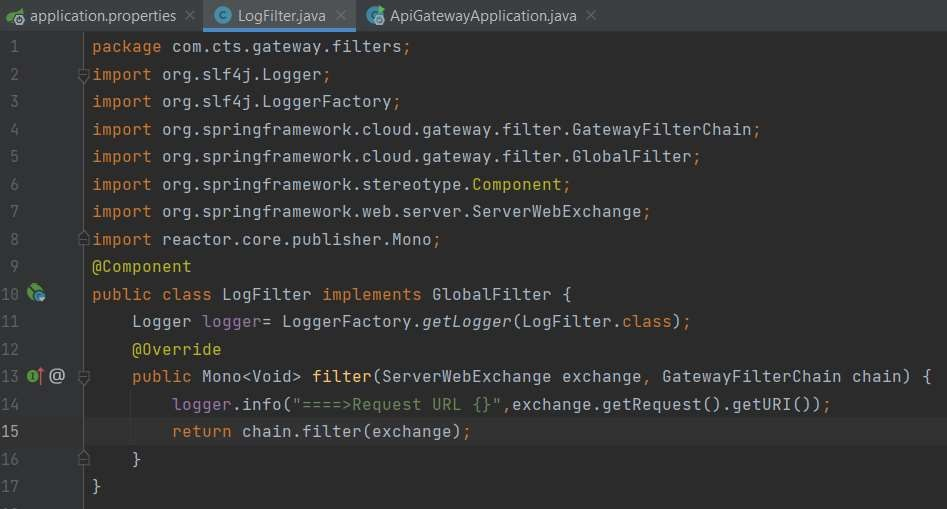 application.properties × LogFilter.java × ApiGatewayApplication.java ×
1 package com.cts.gateway.filters;
2 import org.slf4j.Logger;
3 import org.slf4j.LoggerFactory;
4 import org.springframework.cloud.gateway.filter.GatewayFilterChain;
5 import org.springframework.cloud.gateway.filter.GlobalFilter;
6 import org.springframework.stereotype.Component;
7 import org.springframework.web.server.ServerWebExchange;
8 import reactor.core.publisher.Mono;
9 @Component
10 public class LogFilter implements GlobalFilter {
11 Logger logger= LoggerFactory.getLogger(LogFilter.class);
12 @Override
13 @ public Mono<Void> filter(ServerWebExchange exchange, GatewayFilterChain chain) {
14 logger.info("====>Request URL {}",exchange.getRequest().getURI());
15 return chain.filter(exchange);
16 }
17 }